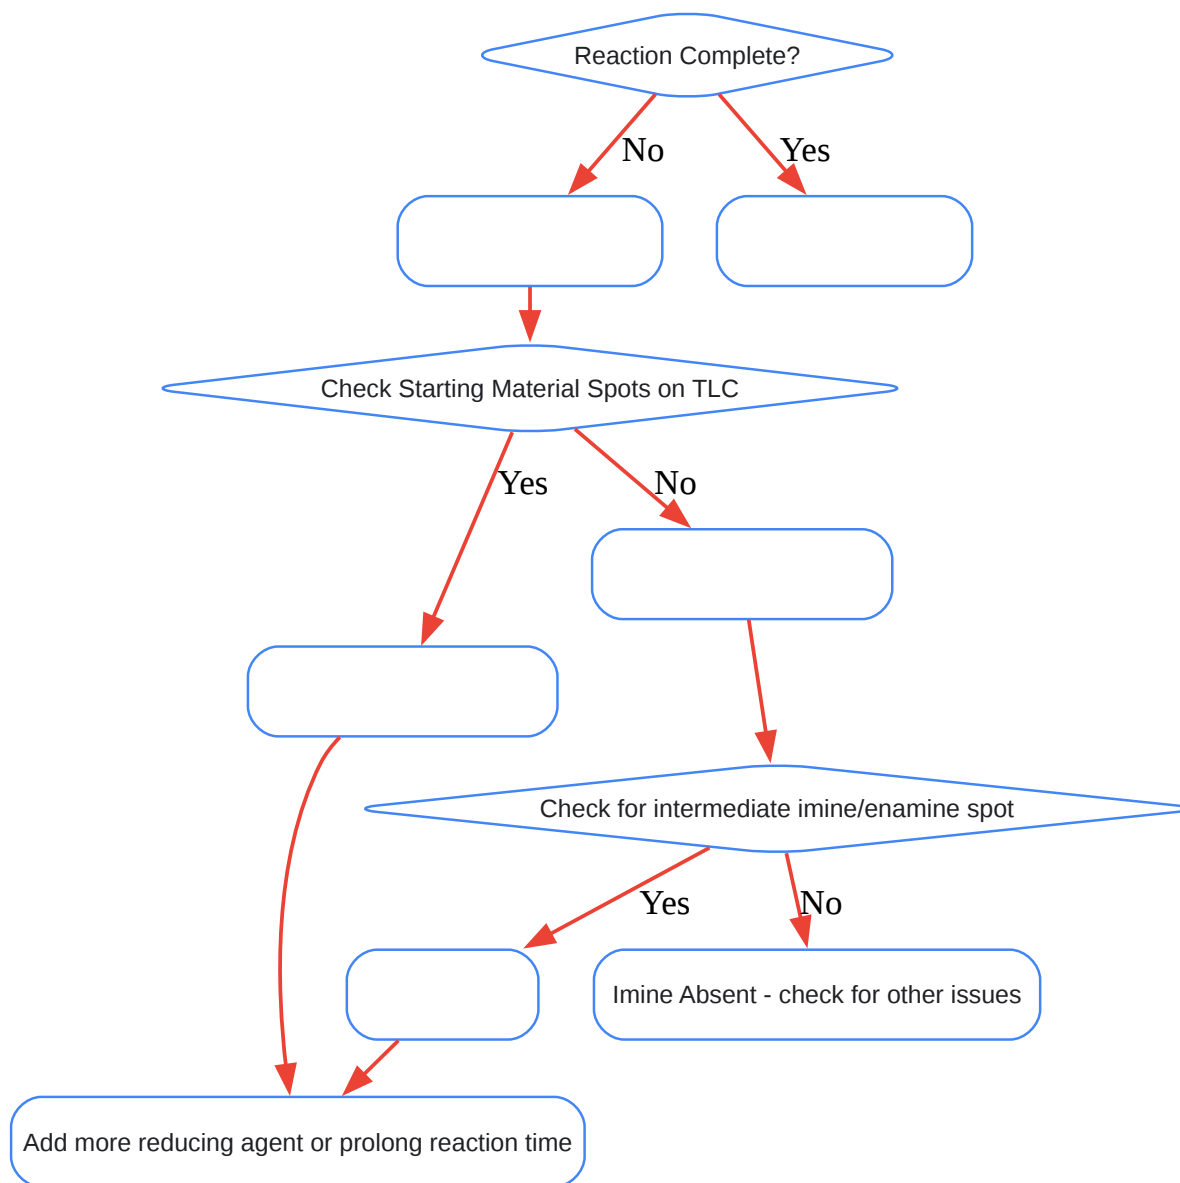 Reaction Complete?
No
Yes
Check Starting Material Spots on TLC
Yes
No
Check for intermediate imine/enamine spot
Yes
No
Imine Absent - check for other issues
Add more reducing agent or prolong reaction time